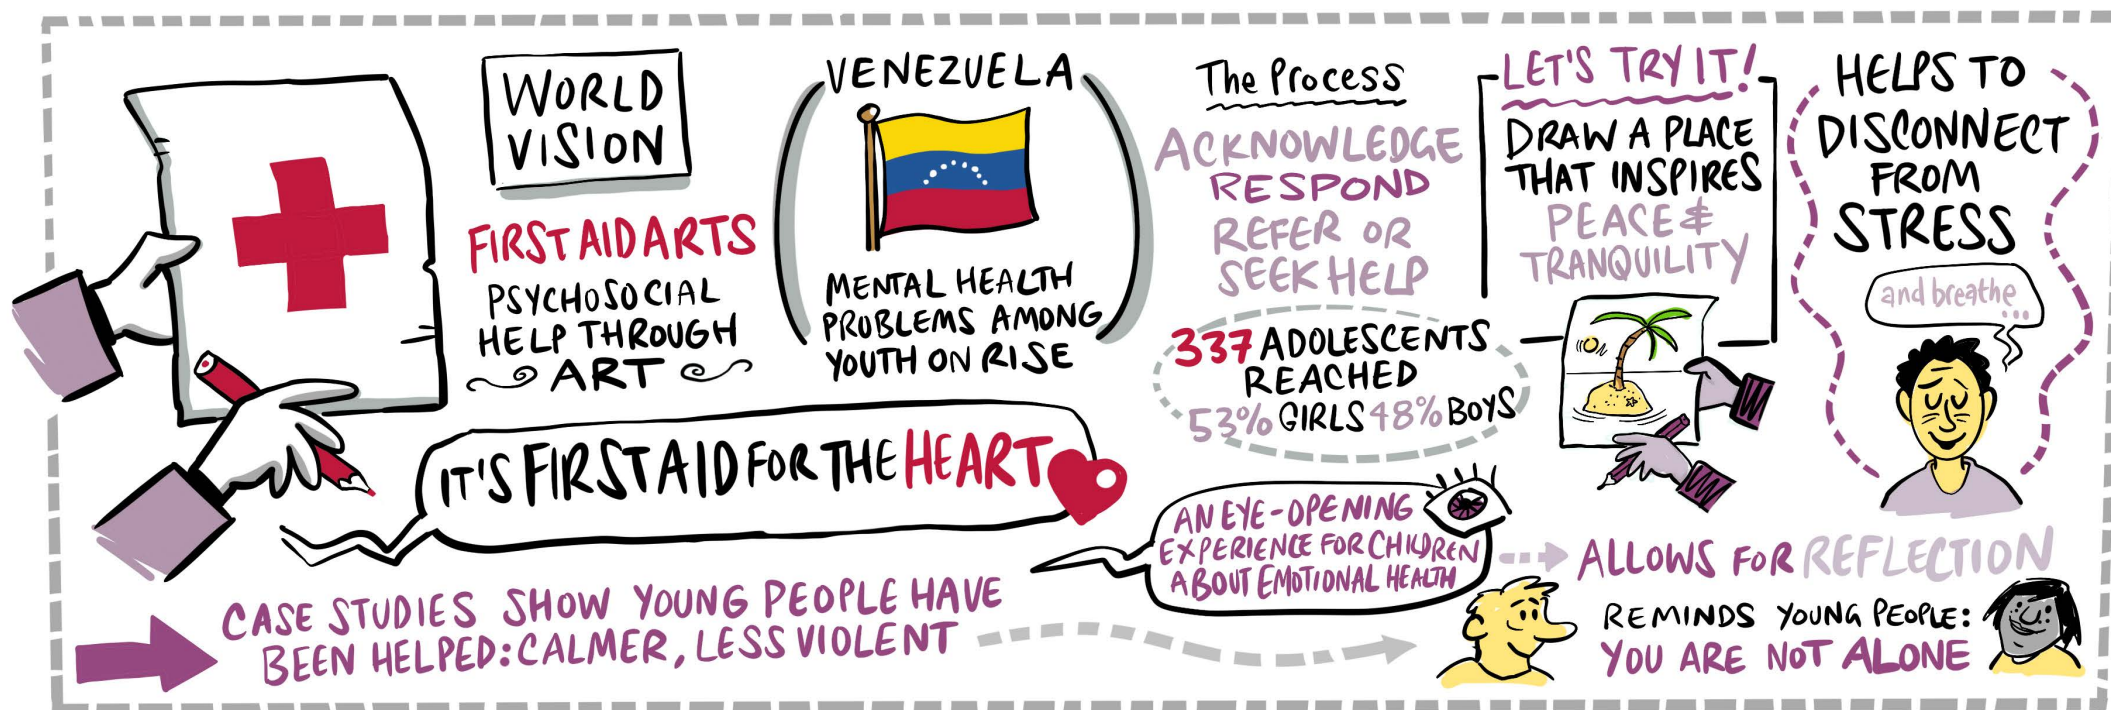 WORLD
VISION
FIRST AID ARTS
PSYCHOSOCIAL
HELP THROUGH
ART
VENEZUELA
MENTAL HEALTH
PROBLEMS AMONG
YOUTH ON RISE
IT'S FIRST AID FOR THE HEART
CASE STUDIES SHOW YOUNG PEOPLE HAVE
BEEN HELPED: CALMER, LESS VIOLENT
The Process
ACKNOWLEDGE
RESPOND
REFER OR
SEEK HELP
337 ADOLESCENTS
REACHED
53% GIRLS 48% BOYS
AN EYE-OPENING
EXPERIENCE FOR CHILDREN
ABOUT EMOTIONAL HEALTH
LET'S TRY IT!
DRAW A PLACE
THAT INSPIRES
PEACE &
TRANQUILITY
HELPS TO
DISCONNECT
FROM
STRESS
and breathe
...
ALLOWS FOR REFLECTION
REMINDS YOUNG PEOPLE:
YOU ARE NOT ALONE